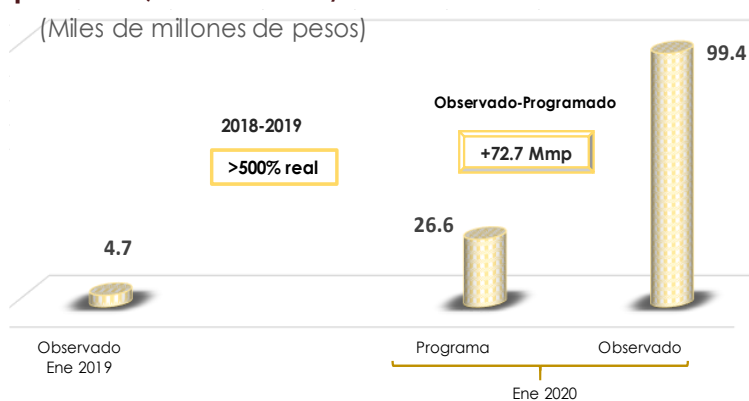 (Miles de millones de pesos)
99.4
Observado-Programado
2018-2019
+72.7 Mmp
>500% real
26.6
4.7
Observado
Ene 2019
Programa
Observado
Ene 2020